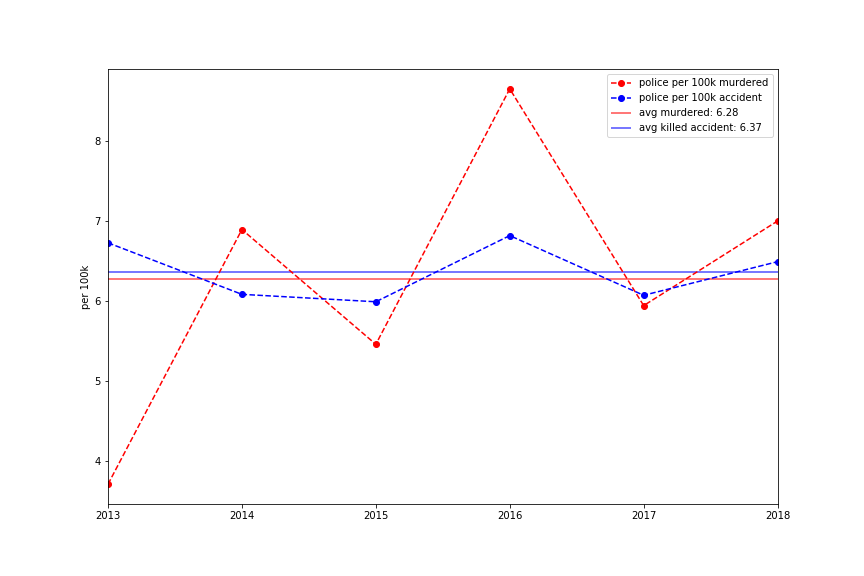 police per 100k murdered
police per 100k accident
avg murdered: 6.28
avg killed accident: 6.37
8
7
6
5
4
per 100k
2013 2014 2015 2016 2017 2018